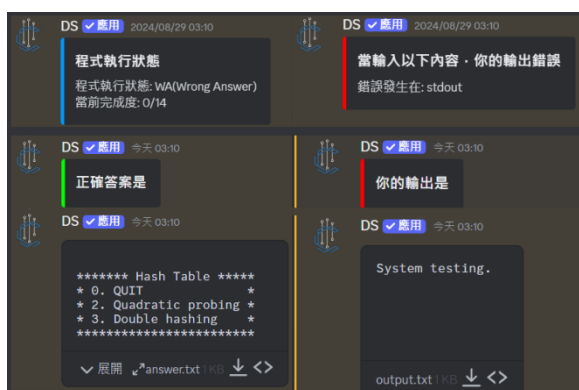 DS ✓應用 2024/08/29 03:10
程式執行狀態
程式執行狀態: WA(Wrong Answer)
當前完成度: 0/14
DS ✓應用 2024/08/29 03:10
當輸入以下內容，你的輸出錯誤
錯誤發生在: stdout
DS ✓應用 今天 03:10
正確答案是
DS ✓應用 今天 03:10
你的輸出是
DS ✓應用 今天 03:10
******* Hash Table *****
* 0. QUIT *
* 2. Quadratic probing *
* 3. Double hashing *
************************
展開 answer.txt 1 KB
DS ✓應用 今天 03:10
System testing.
output.txt 1 KB